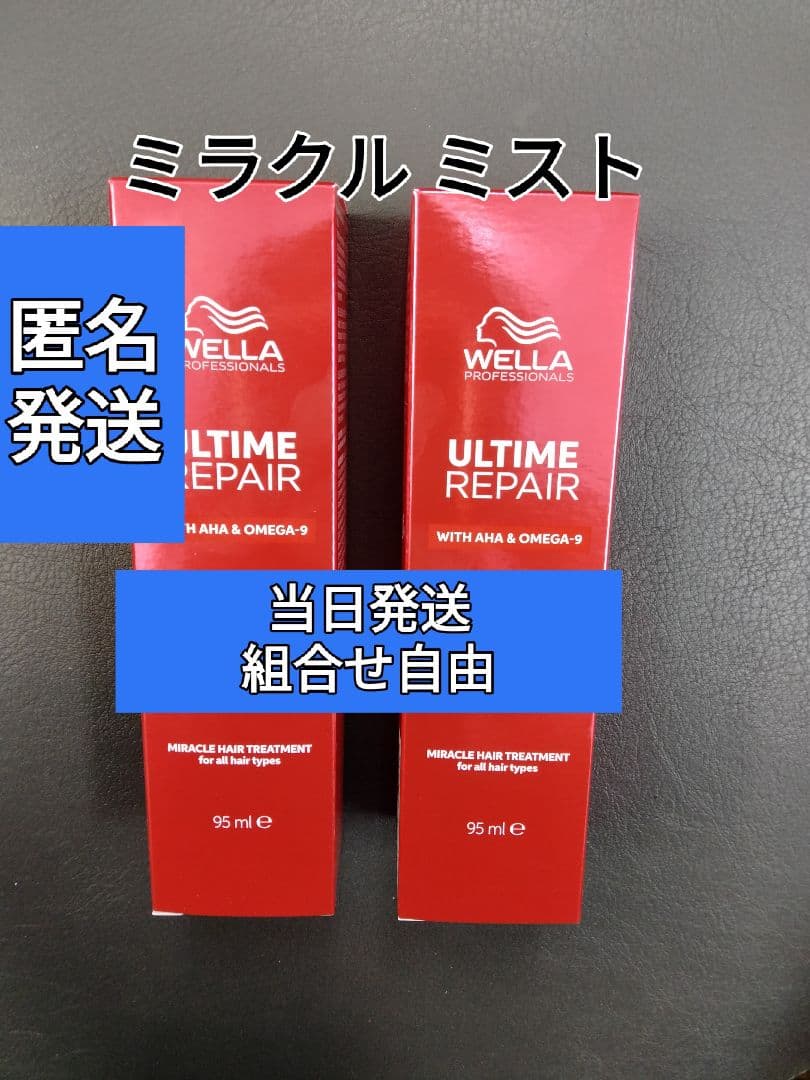 ミラクル ミスト
匿名
発送
WELLA
PROFESSIONALS
ULTIME
REPAIR
WITH AHA & OMEGA-9
MIRACLE HAIR TREATMENT
for all hair types
95 ml ℮
WELLA
PROFESSIONALS
ULTIME
REPAIR
WITH AHA & OMEGA-9
当日発送
組合せ自由
MIRACLE HAIR TREATMENT
for all hair types
95 ml ℮